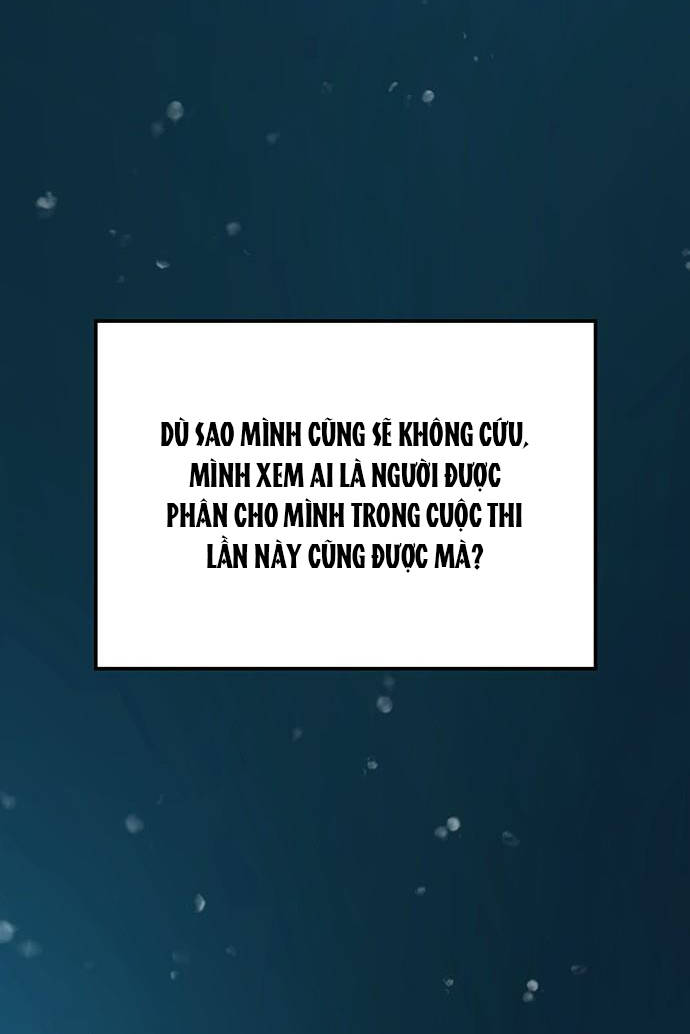 DÙ SAO MÌNH CŨNG SẼ KHÔNG CỨU,
MÌNH XEM AI LÀ NGƯỜI ĐƯỢC
PHÂN CHO MÌNH TRONG CUỘC THI
LẦN NÀY CŨNG ĐƯỢC MÀ?